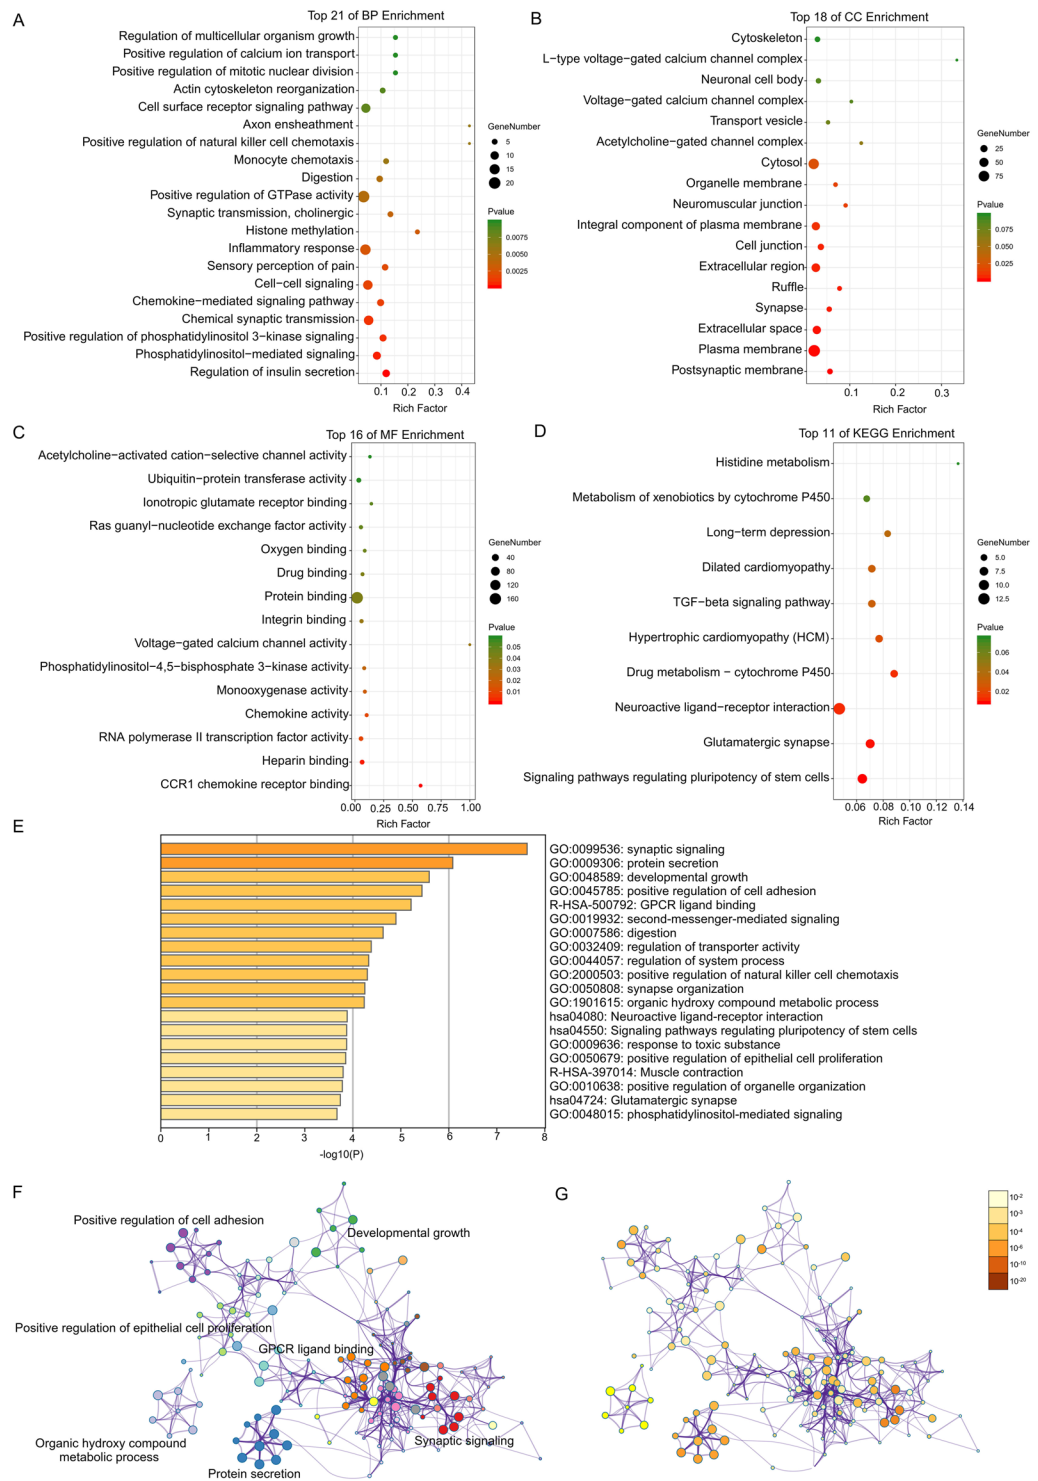 A
Top 21 of BP Enrichment
Regulation of multicellular organism growth
Positive regulation of calcium ion transport
Positive regulation of mitotic nuclear division
Actin cytoskeleton reorganization
Cell surface receptor signaling pathway
Axon ensheathment
Positive regulation of natural killer cell chemotaxis
Monocyte chemotaxis
Digestion
Positive regulation of GTPase activity
Synaptic transmission, cholinergic
Histone methylation
Inflammatory response
Sensory perception of pain
Cell−cell signaling
Chemokine−mediated signaling pathway
Chemical synaptic transmission
Positive regulation of phosphatidylinositol 3−kinase signaling
Phosphatidylinositol−mediated signaling
Regulation of insulin secretion
0.1 0.2 0.3 0.4
Rich Factor
GeneNumber
5
10
15
20
Pvalue
0.0075
0.0050
0.0025
B
Top 18 of CC Enrichment
Cytoskeleton
L−type voltage−gated calcium channel complex
Neuronal cell body
Voltage−gated calcium channel complex
Transport vesicle
Acetylcholine−gated channel complex
Cytosol
Organelle membrane
Neuromuscular junction
Integral component of plasma membrane
Cell junction
Extracellular region
Ruffle
Synapse
Extracellular space
Plasma membrane
Postsynaptic membrane
0.1 0.2 0.3
Rich Factor
GeneNumber
25
50
75
Pvalue
0.075
0.050
0.025
C
Top 16 of MF Enrichment
Acetylcholine−activated cation−selective channel activity
Ubiquitin−protein transferase activity
Ionotropic glutamate receptor binding
Ras guanyl−nucleotide exchange factor activity
Oxygen binding
Drug binding
Protein binding
Integrin binding
Voltage−gated calcium channel activity
Phosphatidylinositol−4,5−bisphosphate 3−kinase activity
Monooxygenase activity
Chemokine activity
RNA polymerase II transcription factor activity
Heparin binding
CCR1 chemokine receptor binding
0.00 0.25 0.50 0.75 1.00
Rich Factor
GeneNumber
40
80
120
160
Pvalue
0.05
0.04
0.03
0.02
0.01
D
Top 11 of KEGG Enrichment
Histidine metabolism
Metabolism of xenobiotics by cytochrome P450
Long−term depression
Dilated cardiomyopathy
TGF−beta signaling pathway
Hypertrophic cardiomyopathy (HCM)
Drug metabolism − cytochrome P450
Neuroactive ligand−receptor interaction
Glutamatergic synapse
Signaling pathways regulating pluripotency of stem cells
0.06 0.08 0.10 0.12 0.14
Rich Factor
GeneNumber
5.0
7.5
10.0
12.5
Pvalue
0.06
0.04
0.02
E
GO:0099536: synaptic signaling
GO:0009306: protein secretion
GO:0048589: developmental growth
GO:0045785: positive regulation of cell adhesion
R-HSA-500792: GPCR ligand binding
GO:0019932: second-messenger-mediated signaling
GO:0007586: digestion
GO:0032409: regulation of transporter activity
GO:0044057: regulation of system process
GO:2000503: positive regulation of natural killer cell chemotaxis
GO:0050808: synapse organization
GO:1901615: organic hydroxy compound metabolic process
hsa04080: Neuroactive ligand-receptor interaction
hsa04550: Signaling pathways regulating pluripotency of stem cells
GO:0009636: response to toxic substance
GO:0050679: positive regulation of epithelial cell proliferation
R-HSA-397014: Muscle contraction
GO:0010638: positive regulation of organelle organization
hsa04724: Glutamatergic synapse
GO:0048015: phosphatidylinositol-mediated signaling
0 1 2 3 4 5 6 7 8
-log10(P)
F
Positive regulation of cell adhesion
Developmental growth
Positive regulation of epithelial cell proliferation
GPCR ligand binding
Organic hydroxy compound
metabolic process
Synaptic signaling
Protein secretion
G
10-2
10-3
10-4
10-6
10-10
10-20